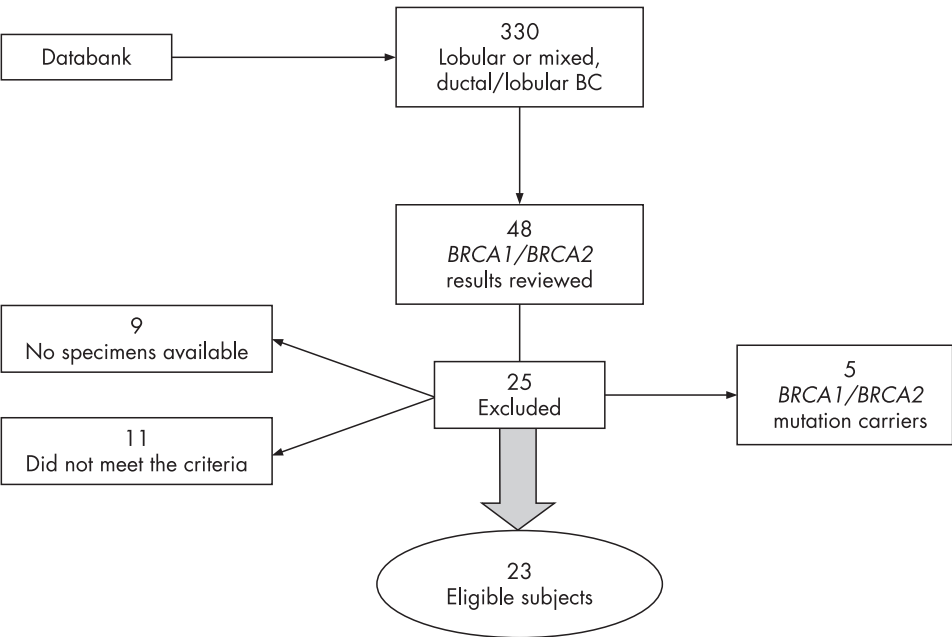 Databank
330
Lobular or mixed,
ductal/lobular BC
48
BRCA1/BRCA2
results reviewed
9
No specimens available
25
Excluded
5
BRCA1/BRCA2
mutation carriers
11
Did not meet the criteria
23
Eligible subjects